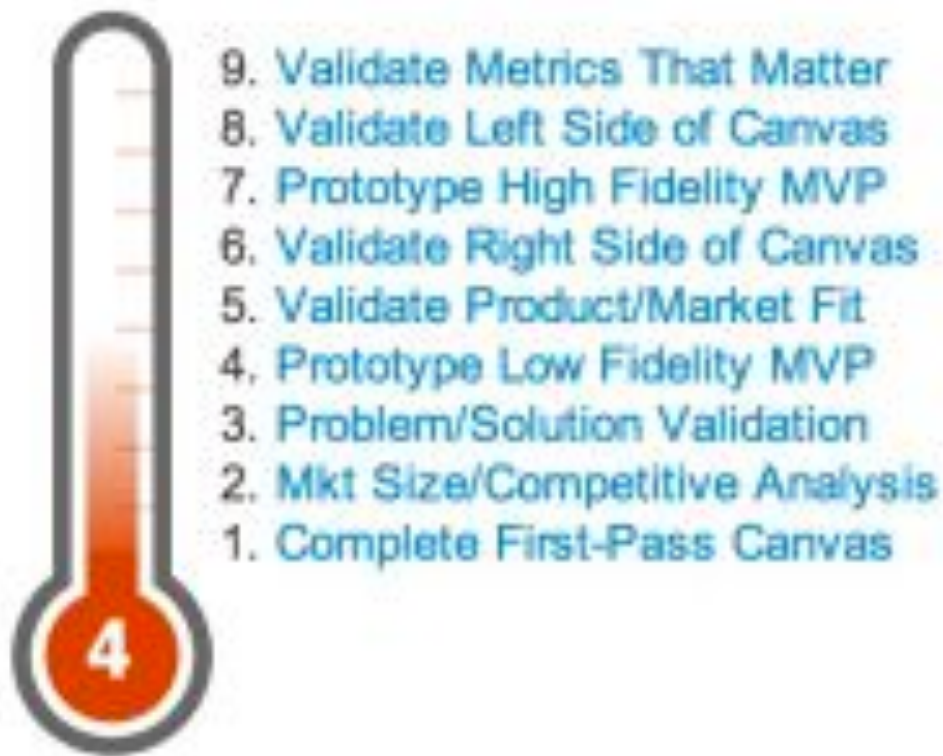 9. Validate Metrics That Matter
8. Validate Left Side of Canvas
7. Prototype High Fidelity MVP
6. Validate Right Side of Canvas
5. Validate Product/Market Fit
4. Prototype Low Fidelity MVP
3. Problem/Solution Validation
2. Mkt Size/Competitive Analysis
1. Complete First-Pass Canvas
4